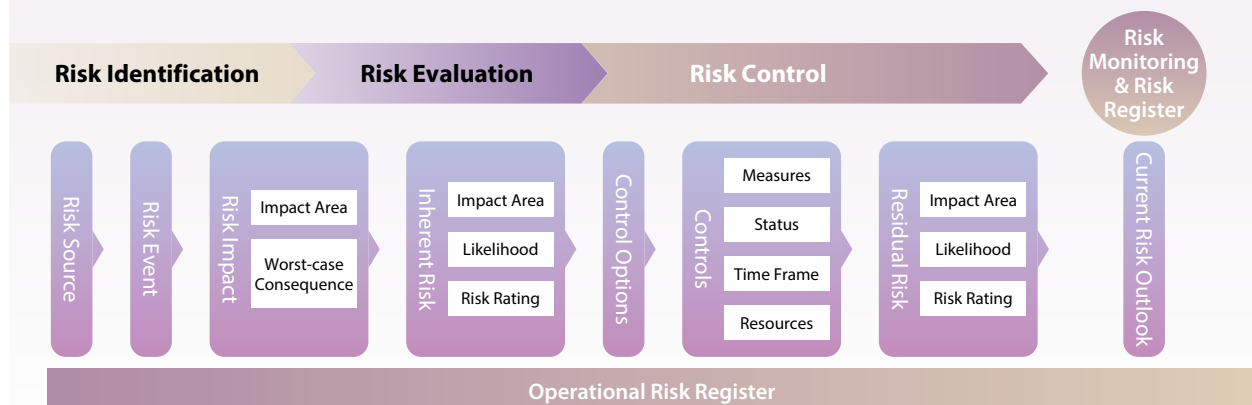 Risk Identification
Risk Evaluation
Risk Control
Risk
Monitoring
& Risk
Register
Risk Source
Risk Event
Risk Impact
Impact Area
Worst-case
Consequence
Inherent Risk
Impact Area
Likelihood
Risk Rating
Control Options
Controls
Measures
Status
Time Frame
Resources
Residual Risk
Impact Area
Likelihood
Risk Rating
Current Risk Outlook
Operational Risk Register